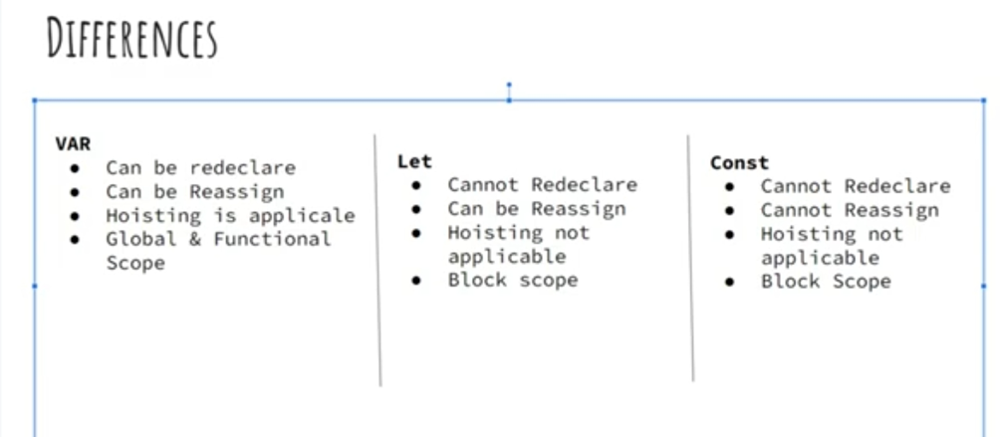 DIFFERENCES
VAR
● Can be redeclare
● Can be Reassign
● Hoisting is applicale
● Global & Functional
Scope
Let
● Cannot Redeclare
● Can be Reassign
● Hoisting not
applicable
● Block scope
Const
● Cannot Redeclare
● Cannot Reassign
● Hoisting not
applicable
● Block Scope